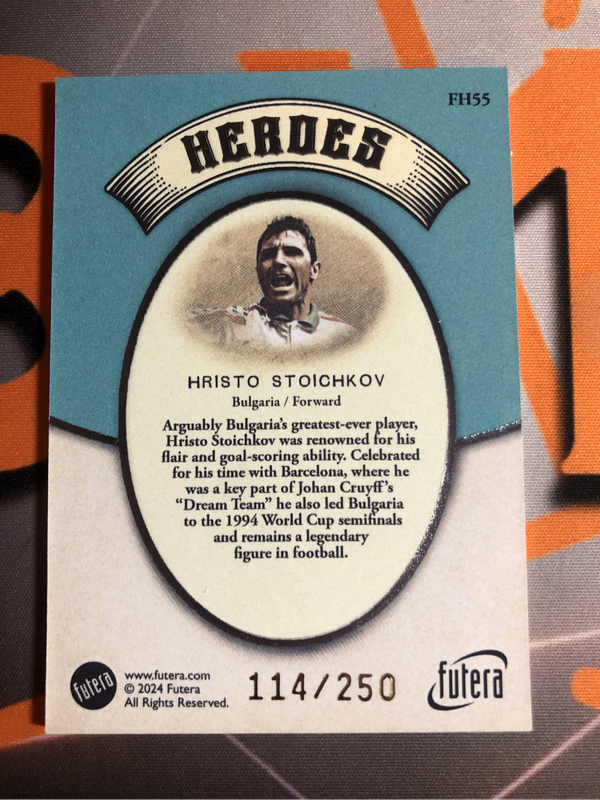 FH55
HEROES
HRISTO STOICHKOV
Bulgaria / Forward
Arguably Bulgaria's greatest-ever player,
Hristo Stoichkov was renowned for his
flair and goal-scoring ability. Celebrated
for his time with Barcelona, where he
was a key part of Johan Cruyff's
"Dream Team" he also led Bulgaria
to the 1994 World Cup semifinals
and remains a legendary
figure in football.
futera
www.futera.com
© 2024 Futera
All Rights Reserved.
114/250
futera